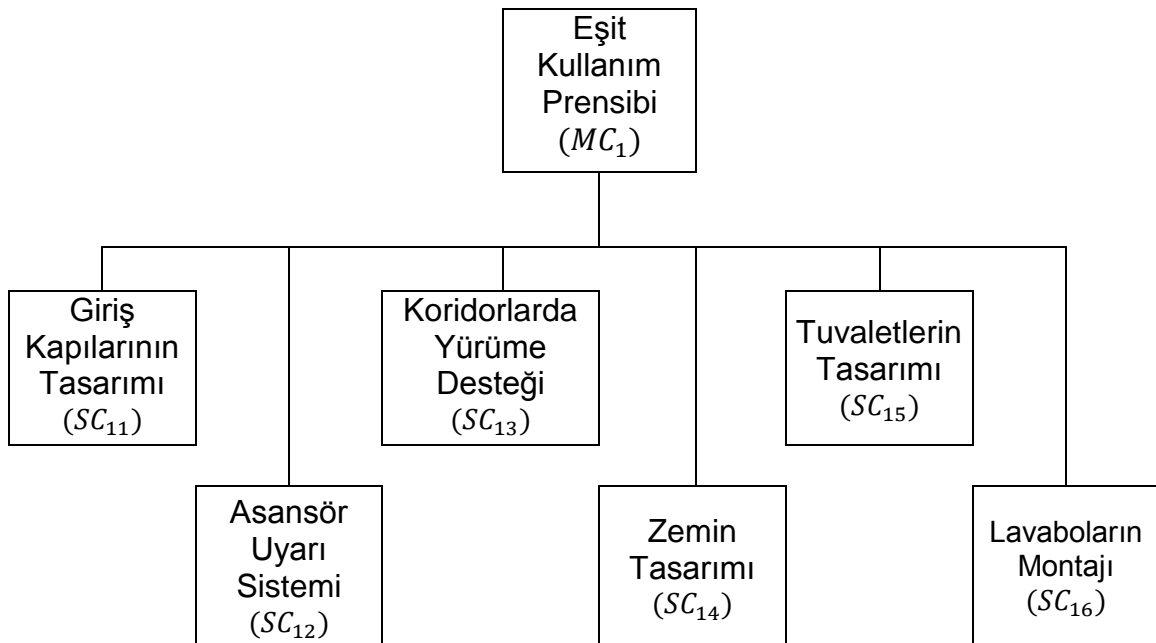 Eşit
Kullanım
Prensibi
(𝑀𝐶₁)
Giriş
Kapılarının
Tasarımı
(𝑆𝐶₁₁)
Koridorlarda
Yürüme
Desteği
(𝑆𝐶₁₃)
Tuvaletlerin
Tasarımı
(𝑆𝐶₁₅)
Asansör
Uyarı
Sistemi
(𝑆𝐶₁₂)
Zemin
Tasarımı
(𝑆𝐶₁₄)
Lavaboların
Montajı
(𝑆𝐶₁₆)